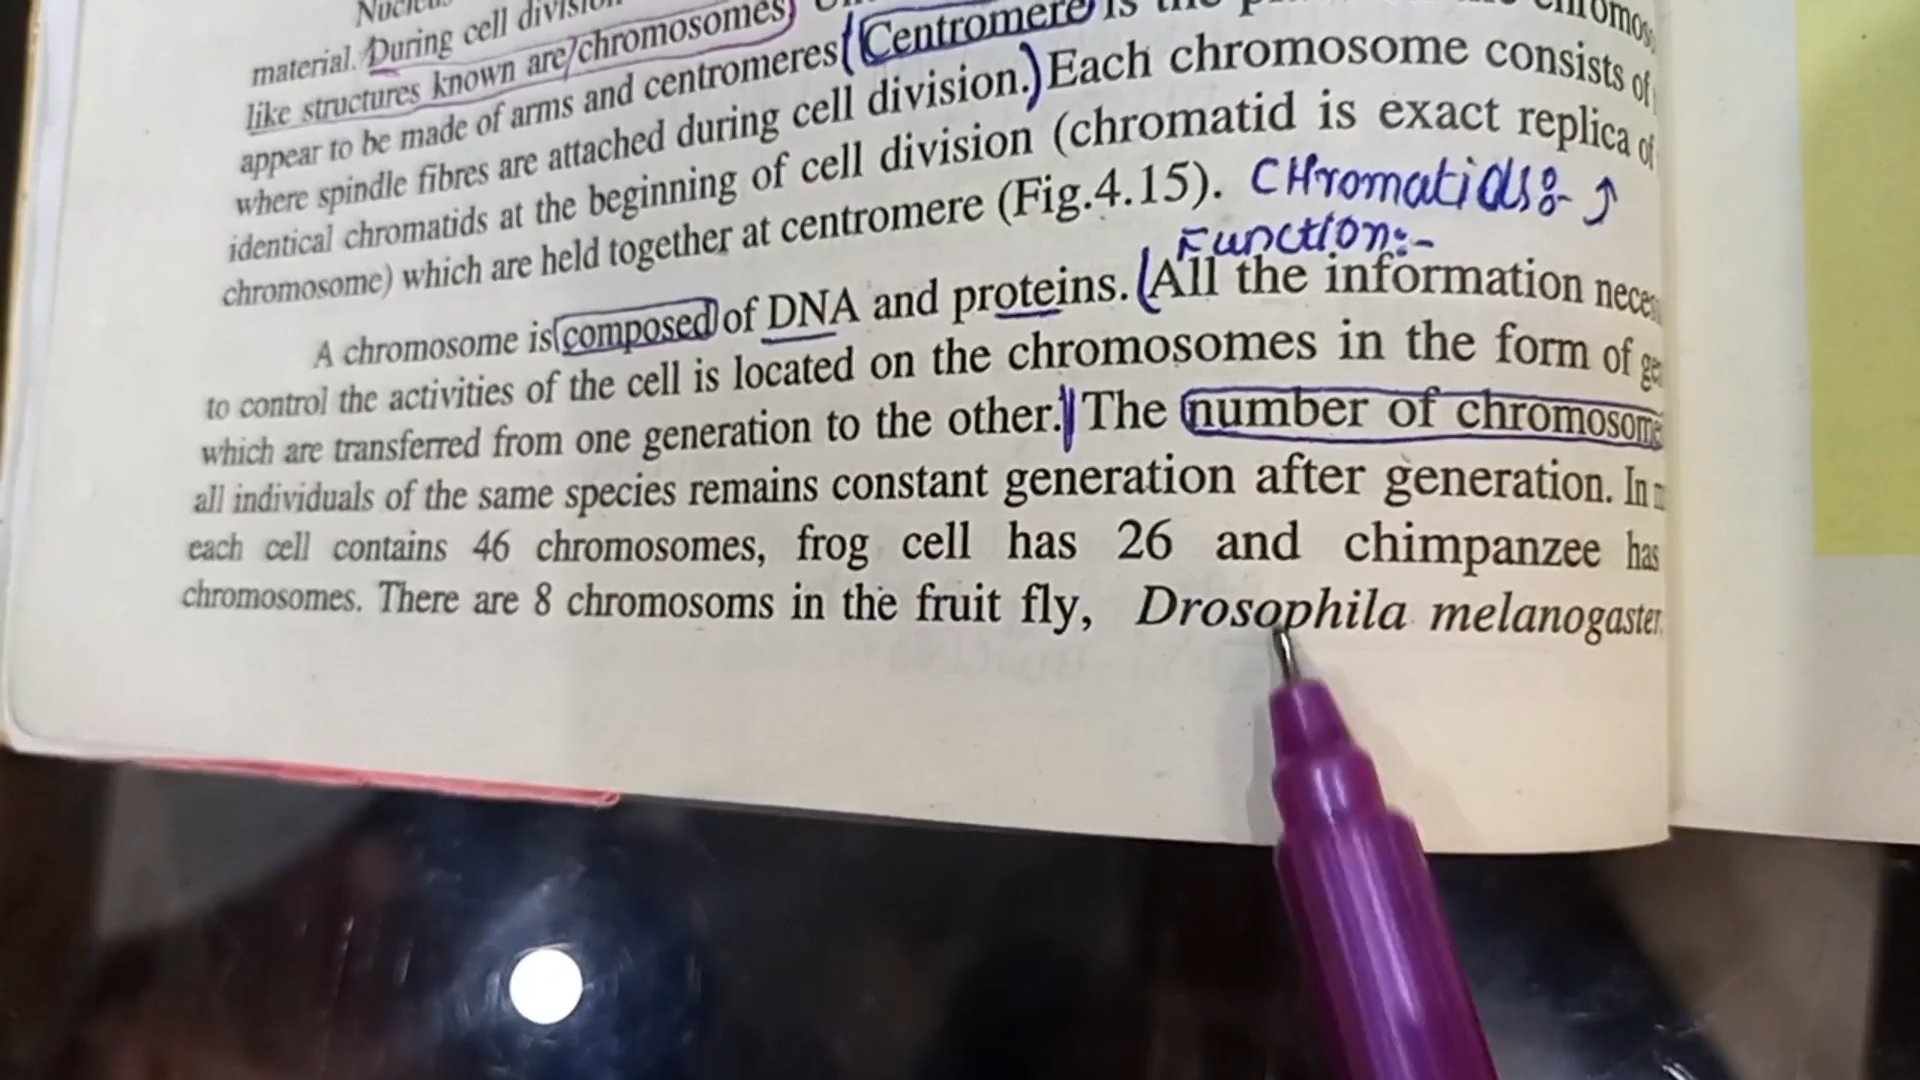 Nucleus
material. During cell division
like structures known are/chromosomes
appear to be made of arms and centromeres (Centromere is the
where spindle fibres are attached during cell division.) Each chromosome consists of
identical chromatids at the beginning of cell division (chromatid is exact replica of
chromosome) which are held together at centromere (Fig.4.15). CHromatids:-
Function:-
A chromosome is composed of DNA and proteins. (All the information
to control the activities of the cell is located on the chromosomes in the form of
which are transferred from one generation to the other.) The number of chromosome
all individuals of the same species remains constant generation after generation. In
each cell contains 46 chromosomes, frog cell has 26 and chimpanzee has
chromosomes. There are 8 chromosoms in the fruit fly, Drosophila melanogaster.